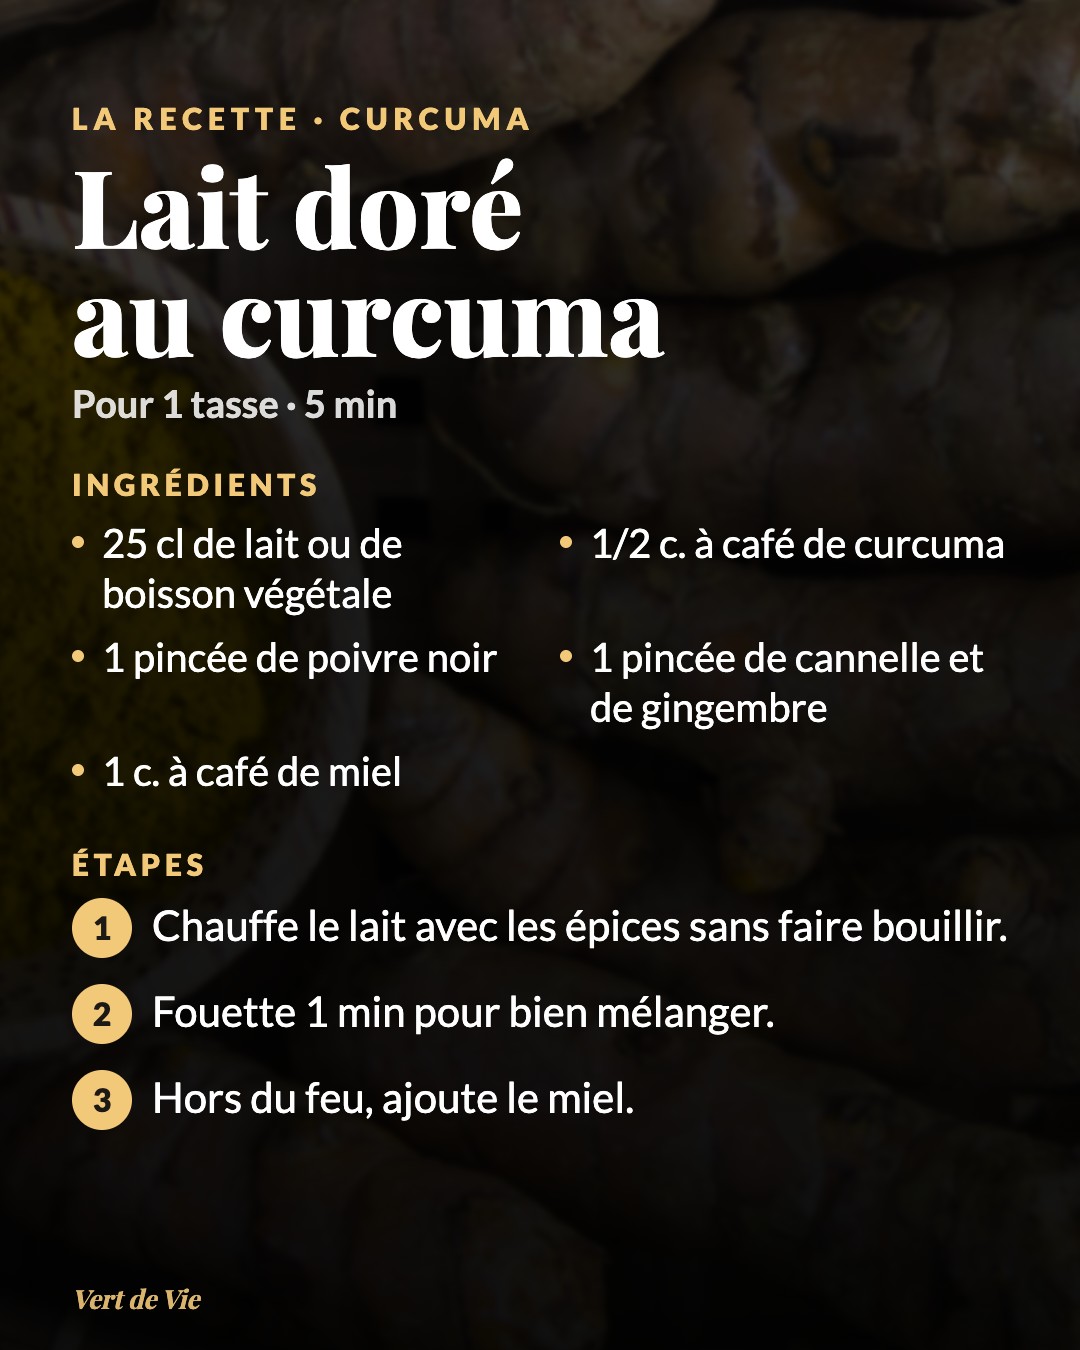 LA RECETTE · CURCUMA
Lait doré
au curcuma
Pour 1 tasse · 5 min
INGRÉDIENTS
• 25 cl de lait ou de
boisson végétale
• 1/2 c. à café de curcuma
• 1 pincée de poivre noir
• 1 pincée de cannelle et
de gingembre
• 1 c. à café de miel
ÉTAPES
1 Chauffe le lait avec les épices sans faire bouillir.
2 Fouette 1 min pour bien mélanger.
3 Hors du feu, ajoute le miel.
Vert de Vie